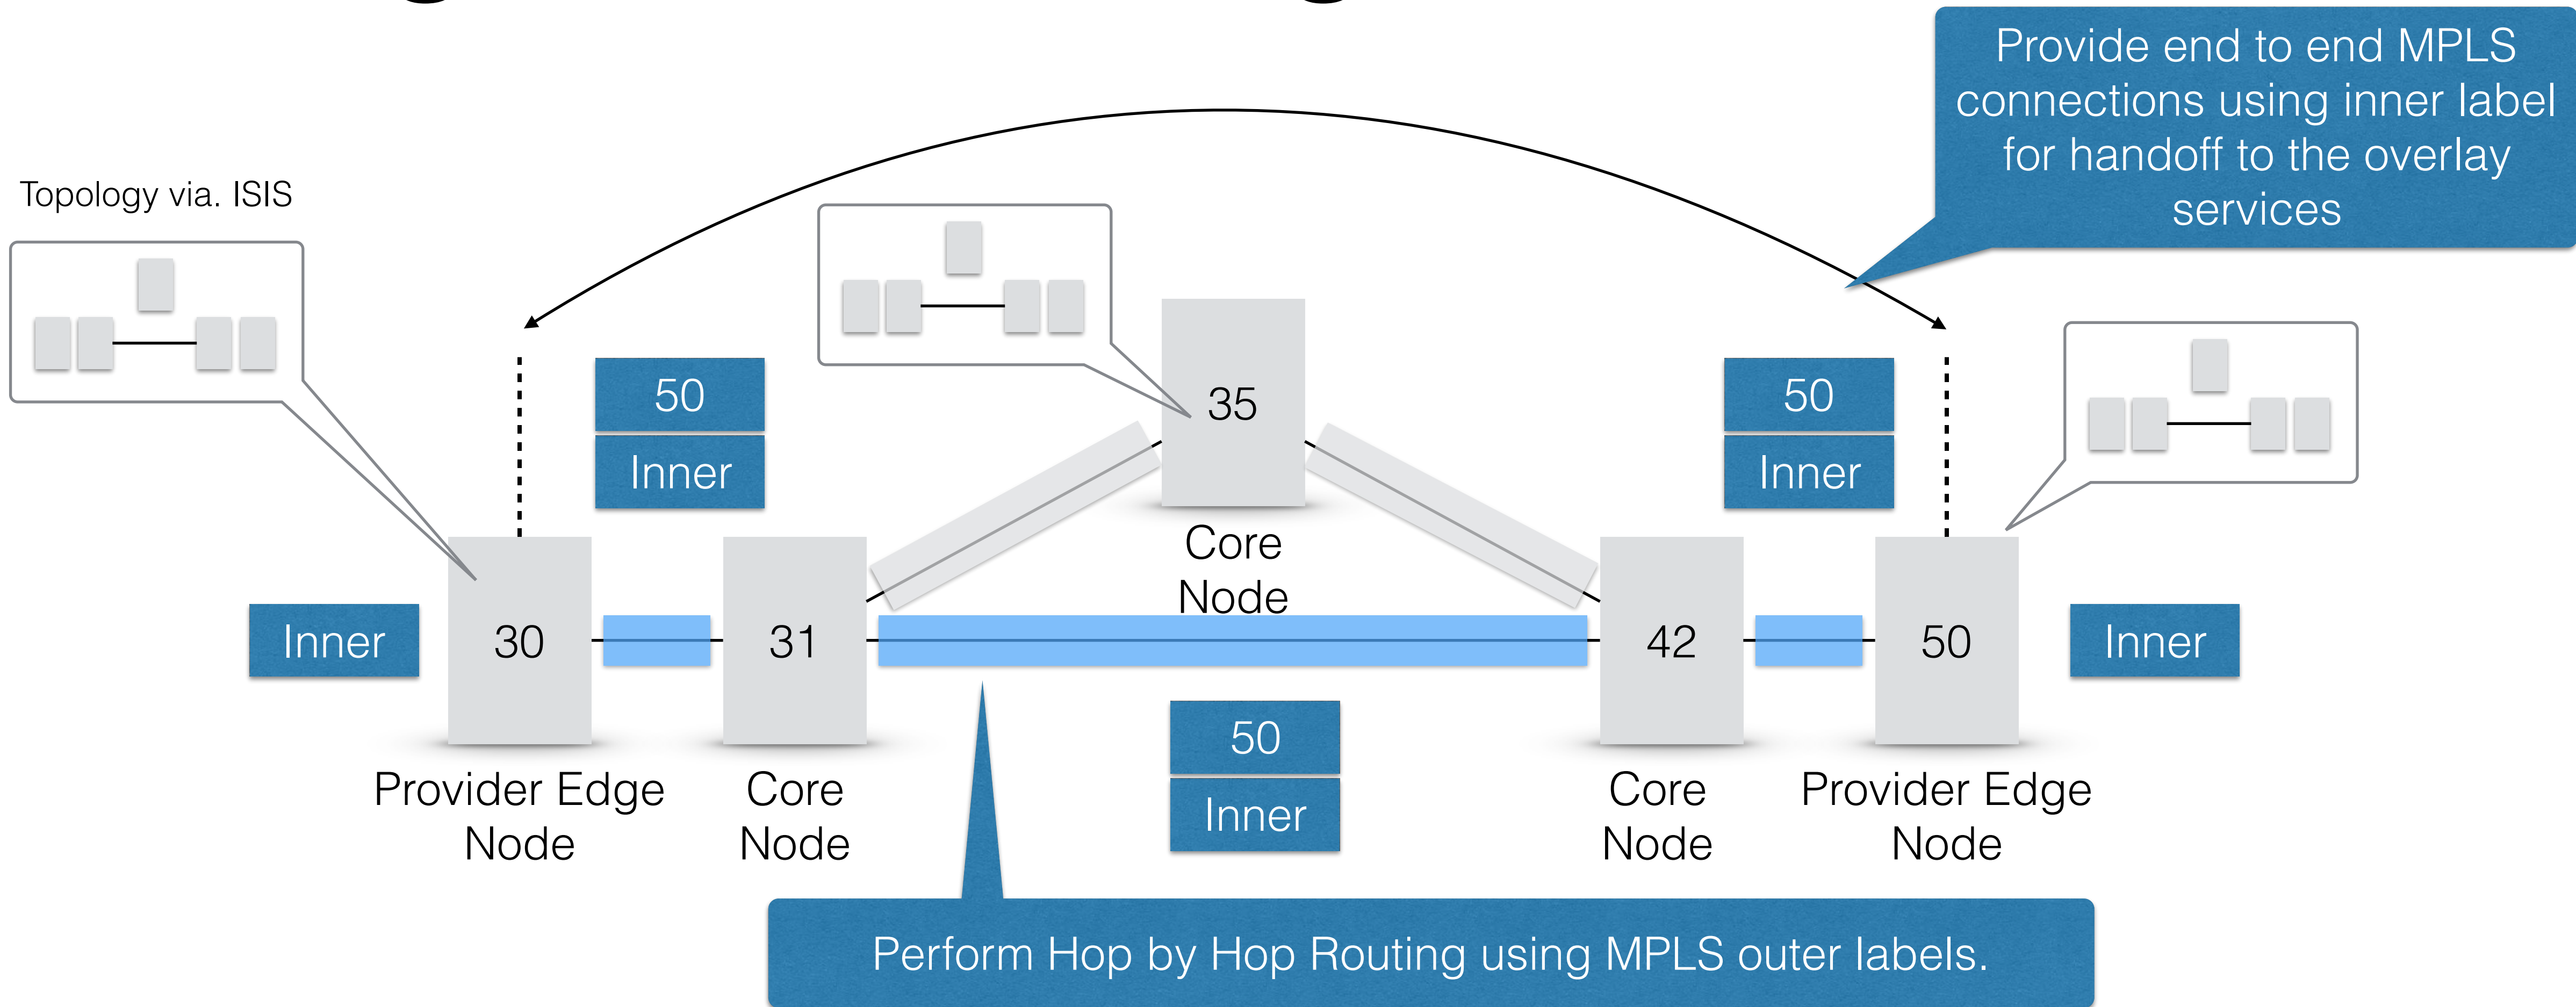 Provide end to end MPLS
connections using inner label
for handoff to the overlay
services
Topology via. ISIS
50
Inner
35
50
Inner
Core
Node
Inner
30
31
42
50
Inner
50
Inner
Provider Edge
Node
Core
Node
Core
Node
Provider Edge
Node
Perform Hop by Hop Routing using MPLS outer labels.